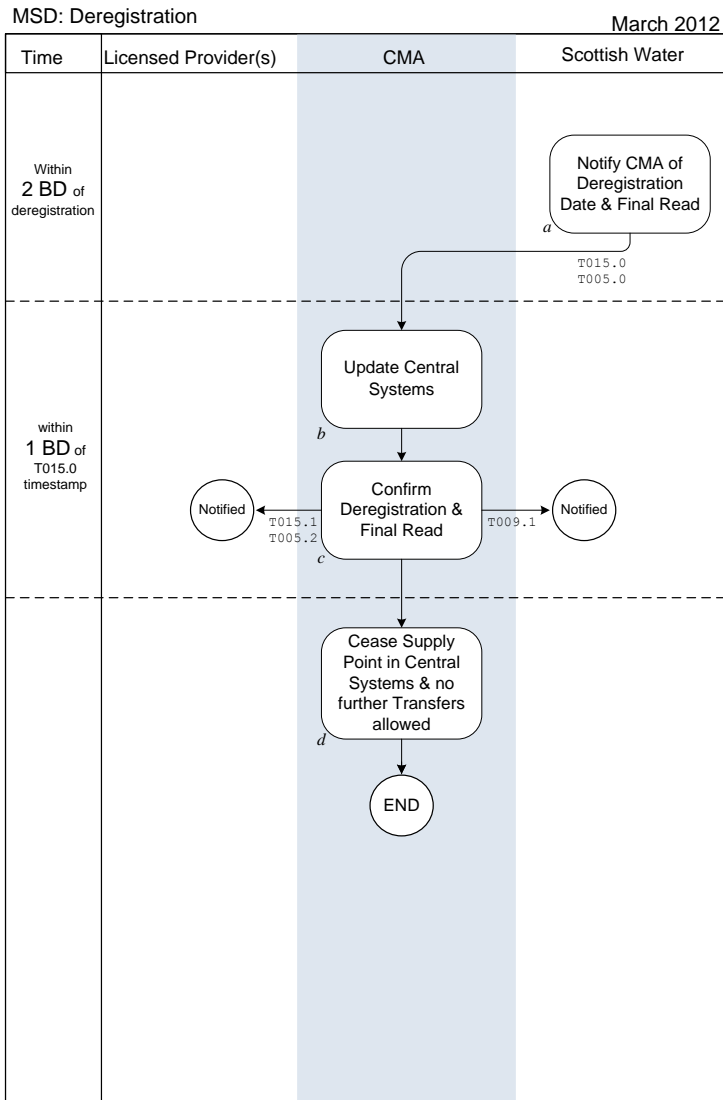 MSD: Deregistration
March 2012
Time
Licensed Provider(s)
CMA
Scottish Water
Within
2 BD of
deregistration
Notify CMA of
Deregistration
Date & Final Read
a
T015.0
T005.0
Update Central
Systems
b
within
1 BD of
T015.0
timestamp
Notified
T015.1
T005.2
Confirm
Deregistration &
Final Read
c
T009.1
Notified
Cease Supply
Point in Central
Systems & no
further Transfers
allowed
d
END